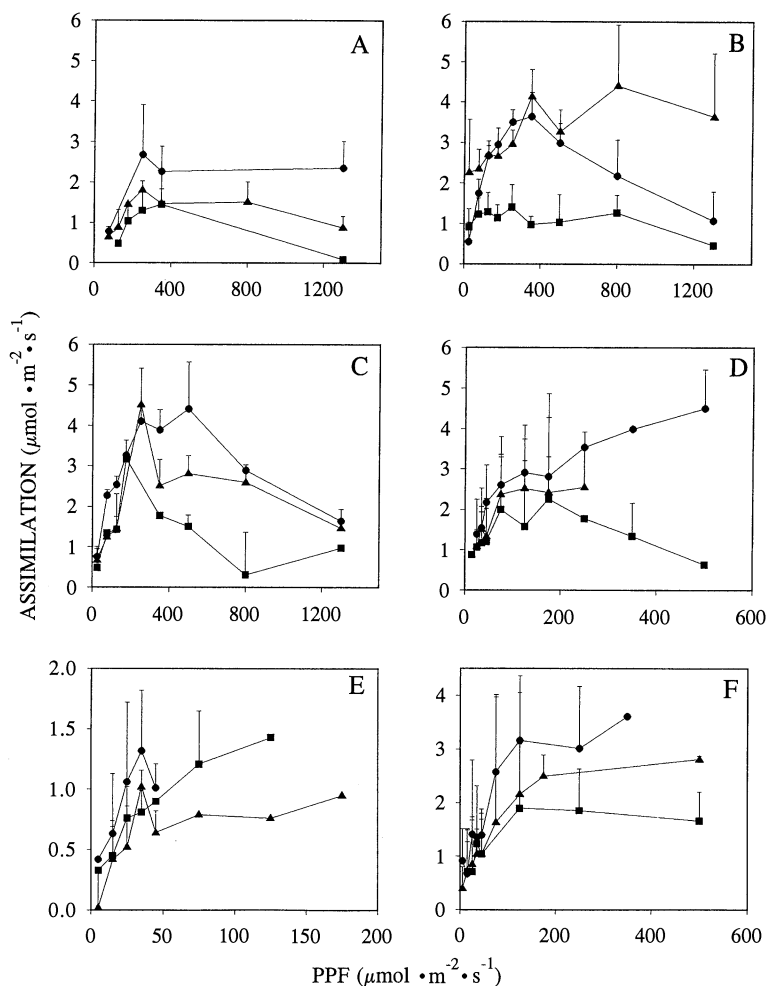 6 5 4 3 2 1 0 A
0 400 800 1200
6 5 4 3 2 1 0 B
0 400 800 1200
6 5 4 3 2 1 0 C
0 400 800 1200
6 5 4 3 2 1 0 D
0 200 400 600
2.0 1.5 1.0 0.5 0.0 E
0 50 100 150 200
4 3 2 1 0 F
0 200 400 600
ASSIMILATION (μmol •m⁻²•s⁻¹)
PPF (μmol •m⁻²•s⁻¹)